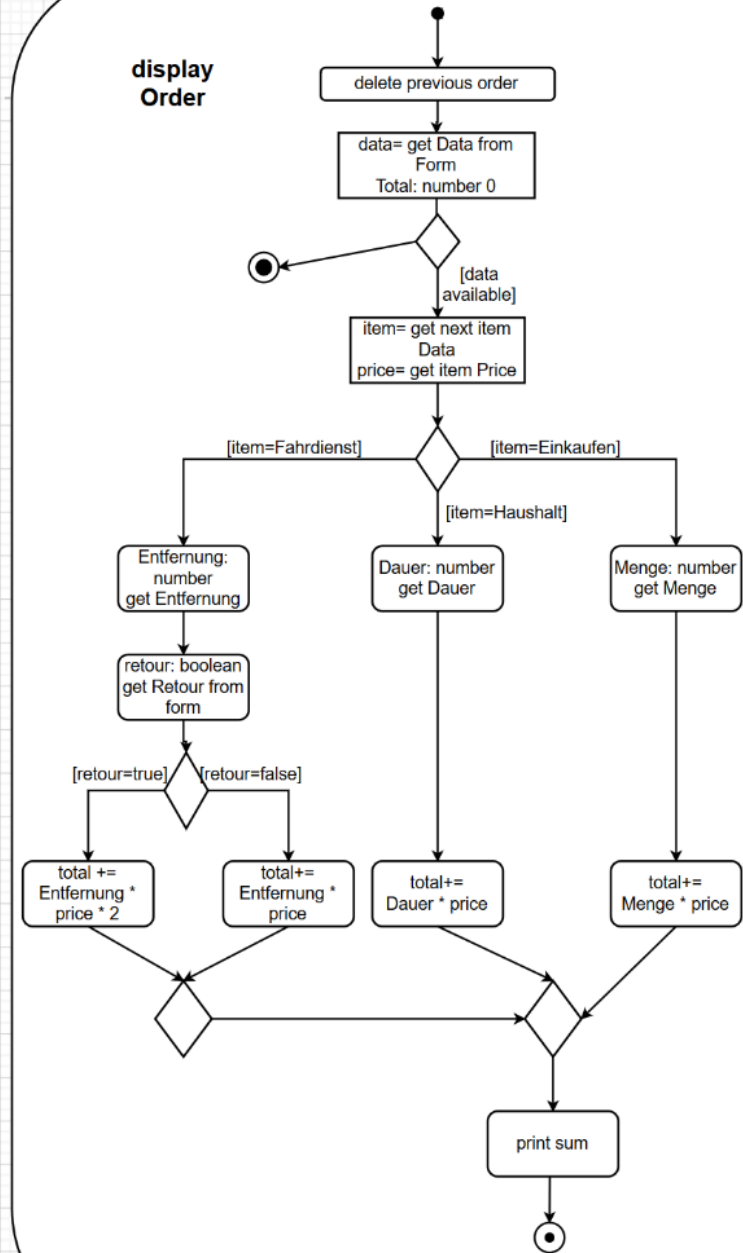 display
Order
delete previous order
data= get Data from
Form
Total: number 0
[data
available]
item= get next item
Data
price= get item Price
[item=Fahrdienst]
[item=Einkaufen]
[item=Haushalt]
Entfernung:
number
get Entfernung
Dauer: number
get Dauer
Menge: number
get Menge
retour: boolean
get Retour from
form
[retour=true]
[retour=false]
total +=
Entfernung *
price * 2
total+=
Entfernung *
price
total+=
Dauer * price
total+=
Menge * price
print sum